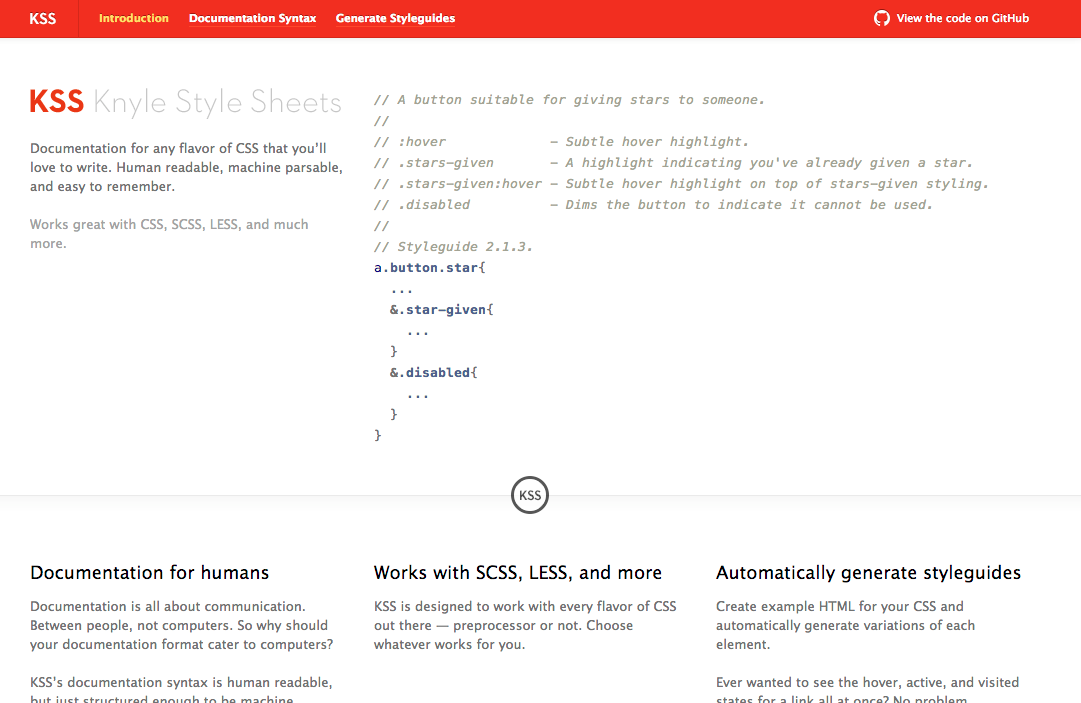 KSS Introduction Documentation Syntax Generate Styleguides View the code on GitHub
KSS Knyle Style Sheets
Documentation for any flavor of CSS that you'll
love to write. Human readable, machine parsable,
and easy to remember.
Works great with CSS, SCSS, LESS, and much
more.
// A button suitable for giving stars to someone.
//
// :hover             – Subtle hover highlight.
// .stars-given       – A highlight indicating you've already given a star.
// .stars-given:hover – Subtle hover highlight on top of stars-given styling.
// .disabled          – Dims the button to indicate it cannot be used.
//
// Styleguide 2.1.3.
a.button.star{
  ...
  &.star-given{
    ...
  }
  &.disabled{
    ...
  }
}
KSS
Documentation for humans
Documentation is all about communication.
Between people, not computers. So why should
your documentation format cater to computers?
KSS's documentation syntax is human readable,
but just structured enough to be machine
Works with SCSS, LESS, and more
KSS is designed to work with every flavor of CSS
out there — preprocessor or not. Choose
whatever works for you.
Automatically generate styleguides
Create example HTML for your CSS and
automatically generate variations of each
element.
Ever wanted to see the hover, active, and visited
states for a link all at once? No problem